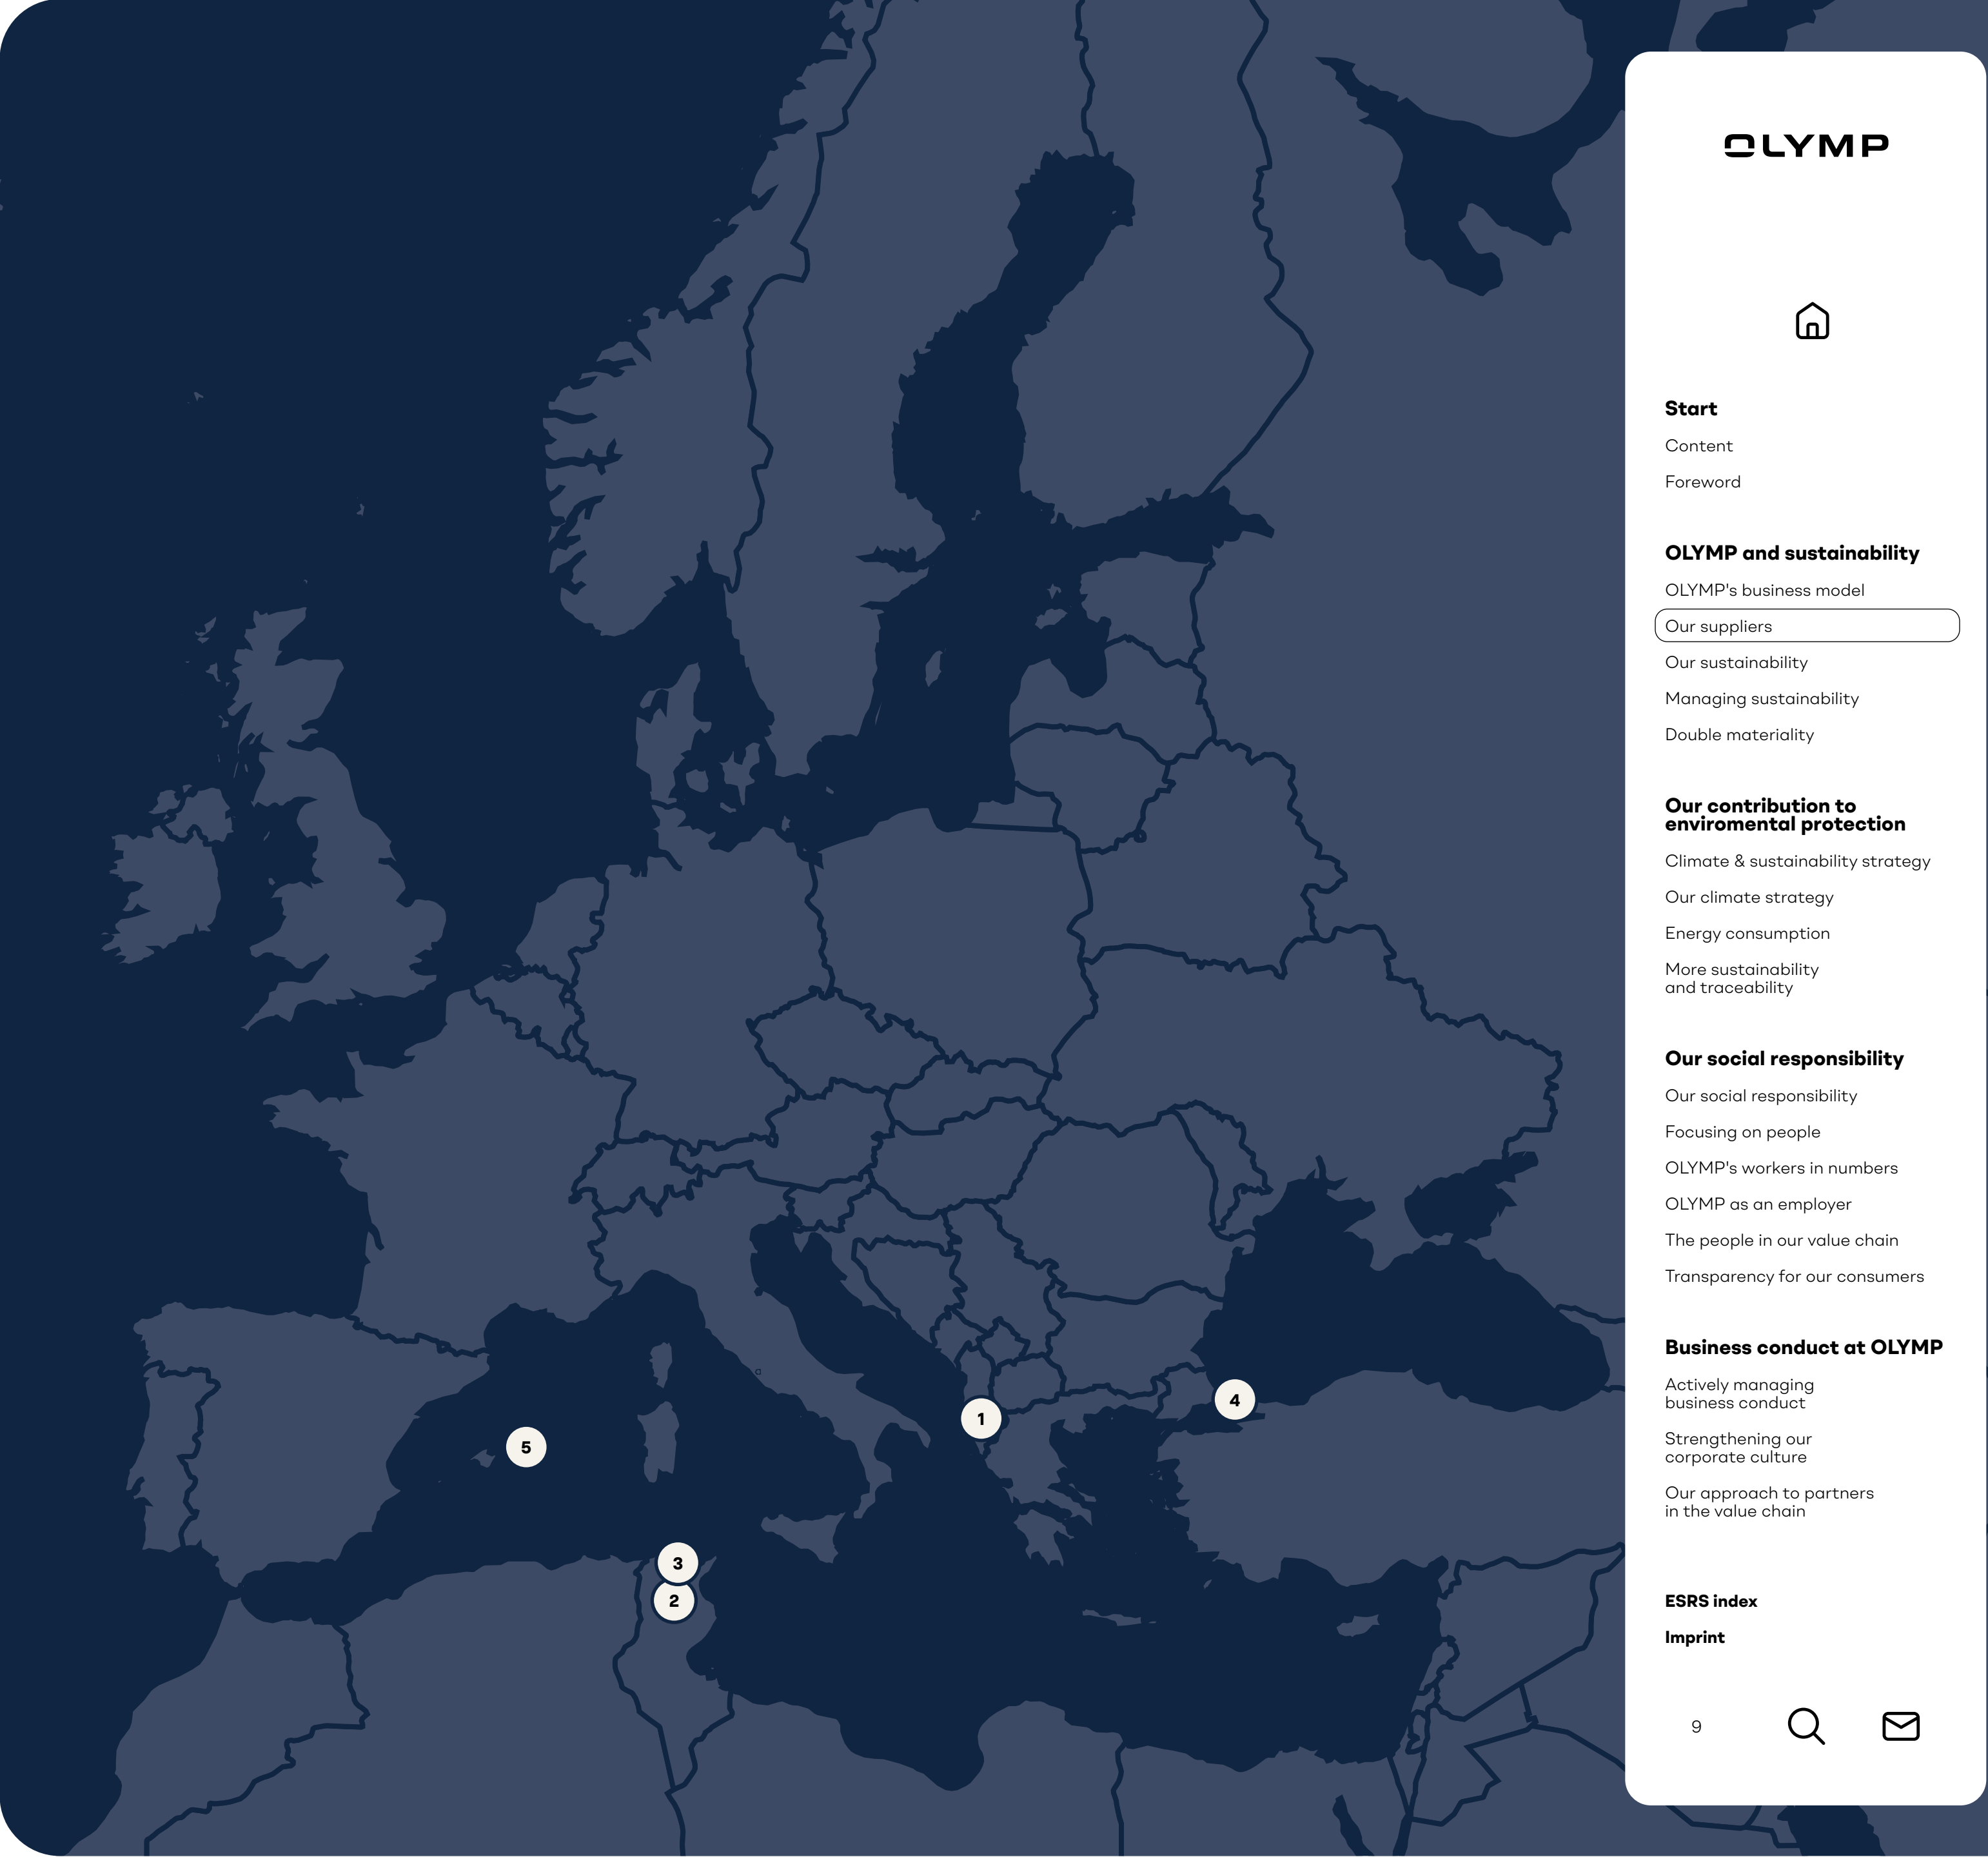 OLYMP
Start
Content
Foreword
OLYMP and sustainability
OLYMP's business model
Our suppliers
Our sustainability
Managing sustainability
Double materiality
Our contribution to
enviromental protection
Climate & sustainability strategy
Our climate strategy
Energy consumption
More sustainability
and traceability
Our social responsibility
Our social responsibility
Focusing on people
OLYMP's workers in numbers
OLYMP as an employer
The people in our value chain
Transparency for our consumers
Business conduct at OLYMP
Actively managing
business conduct
Strengthening our
corporate culture
Our approach to partners
in the value chain
ESRS index
Imprint
9
4
1
5
3
2